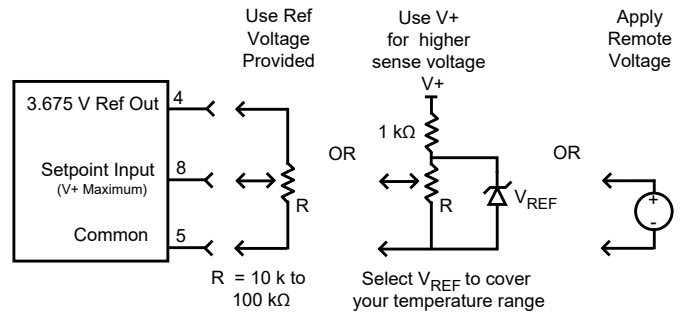 Use Ref
Voltage
Provided
Use V+
for higher
sense voltage
V+
Apply
Remote
Voltage
3.675 V Ref Out
4
1 kΩ
OR
OR
Setpoint Input
(V+ Maximum)
8
R
R
VREF
+
-
Common
5
R = 10 k to
100 kΩ
Select VREF to cover
your temperature range